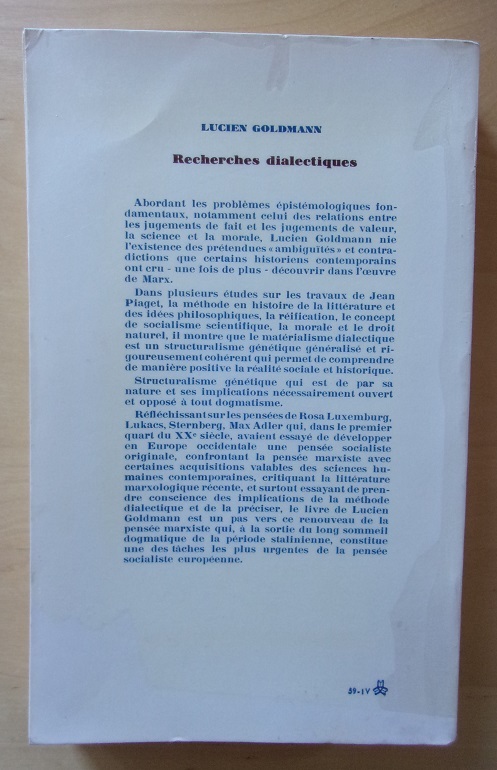 LUCIEN GOLDMANN
Recherches dialectiques
Abordant les problèmes épistémologiques fon-
damentaux, notamment celui des relations entre
les jugements de fait et les jugements de valeur,
la science et la morale, Lucien Goldmann nie
l'existence des prétendues «ambiguïtés» et contra-
dictions que certains historiens contemporains
ont cru - une fois de plus - découvrir dans l'œuvre
de Marx.
Dans plusieurs études sur les travaux de Jean
Piaget, la méthode en histoire de la littérature et
des idées philosophiques, la réification, le concept
de socialisme scientifique, la morale et le droit
naturel, il montre que le matérialisme dialectique
est un structuralisme génétique généralisé et ri-
goureusement cohérent qui permet de comprendre
de manière positive la réalité sociale et historique.
Structuralisme génétique qui est de par sa
nature et ses implications nécessairement ouvert
et opposé à tout dogmatisme.
Réfléchissant sur les pensées de Rosa Luxemburg,
Lukacs, Sternberg, Max Adler qui, dans le premier
quart du XXe siècle, avaient essayé de développer
en Europe occidentale une pensée socialiste
originale, confrontant la pensée marxiste avec
certaines acquisitions valables des sciences hu-
maines contemporaines, critiquant la littérature
marxologique récente, et surtout essayant de pren-
dre conscience des implications de la méthode
dialectique et de la préciser, le livre de Lucien
Goldmann est un pas vers ce renouveau de la
pensée marxiste qui, à la sortie du long sommeil
dogmatique de la période stalinienne, constitue
une des tâches les plus urgentes de la pensée
socialiste européenne.
59-IV